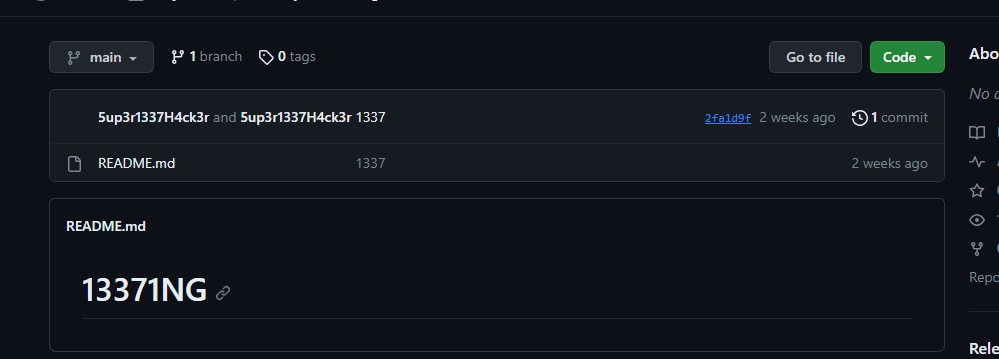 main 1 branch 0 tags Go to file Code
5up3r1337H4ck3r and 5up3r1337H4ck3r 1337 2fa1d9f 2 weeks ago 1 commit
README.md 1337 2 weeks ago
README.md
13371NG
Abo
No
Repo
Rele